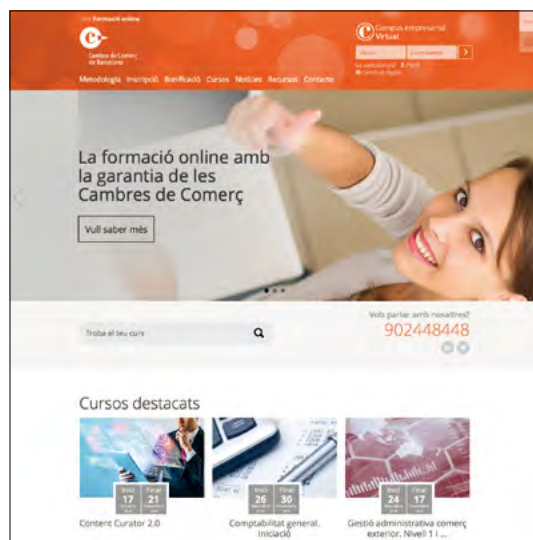 Formació online
Cambra de Comerç
de Barcelona
Campus empresarial
Virtual
Metodologia Inscripció Bonificació Cursos Notícies Recursos Contacte
La formació online amb
la garantia de les
Cambres de Comerç
Vull saber més
Troba el teu curs
Vols parlar amb nosaltres?
902448448
Cursos destacats
Inici Final
17 21
Content Curator 2.0
Inici Final
26 30
Comptabilitat general.
Iniciació
Inici Final
24 17
Gestió administrativa comerç
exterior. Nivell 1 i ...